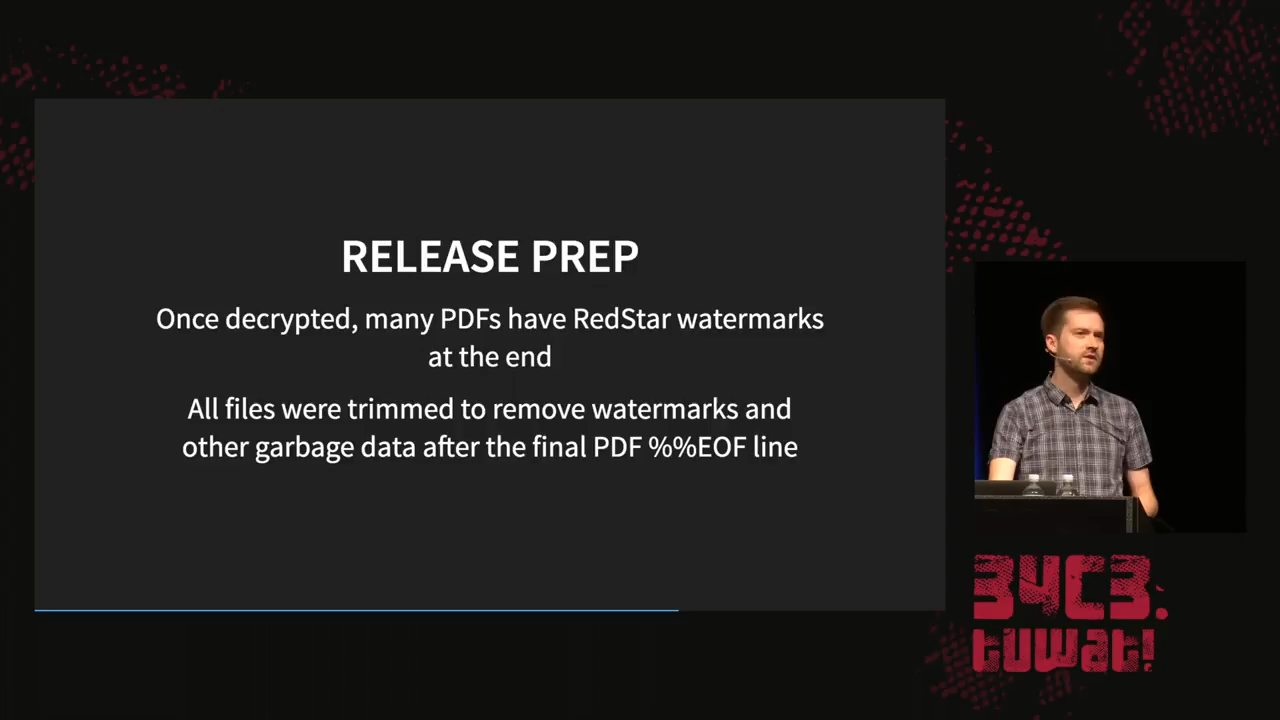 RELEASE PREP
Once decrypted, many PDFs have RedStar watermarks
at the end
All files were trimmed to remove watermarks and
other garbage data after the final PDF %%EOF line
34C3.
tuwat!